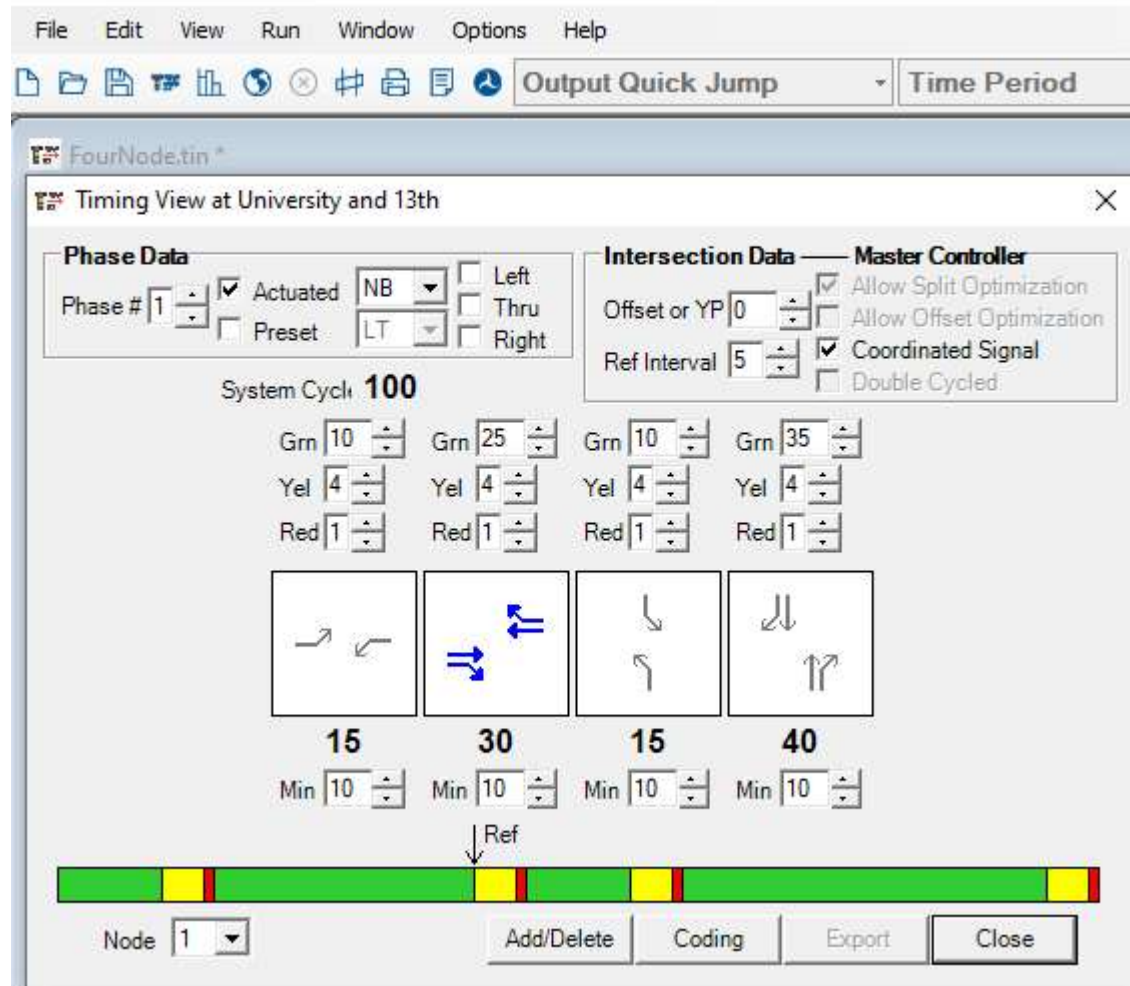 File Edit View Run Window Options Help
Output Quick Jump Time Period
FourNode.tin *
Timing View at University and 13th
Phase Data
Phase # 1 Actuated NB Left
Thru
Preset LT Right
Intersection Data Master Controller
Offset or YP 0 Allow Split Optimization
Allow Offset Optimization
Ref Interval 5 Coordinated Signal
Double Cycled
System Cycl 100
Grn 10 Grn 25 Grn 10 Grn 35
Yel 4 Yel 4 Yel 4 Yel 4
Red 1 Red 1 Red 1 Red 1
15 30 15 40
Min 10 Min 10 Min 10 Min 10
Ref
Node 1 Add/Delete Coding Export Close